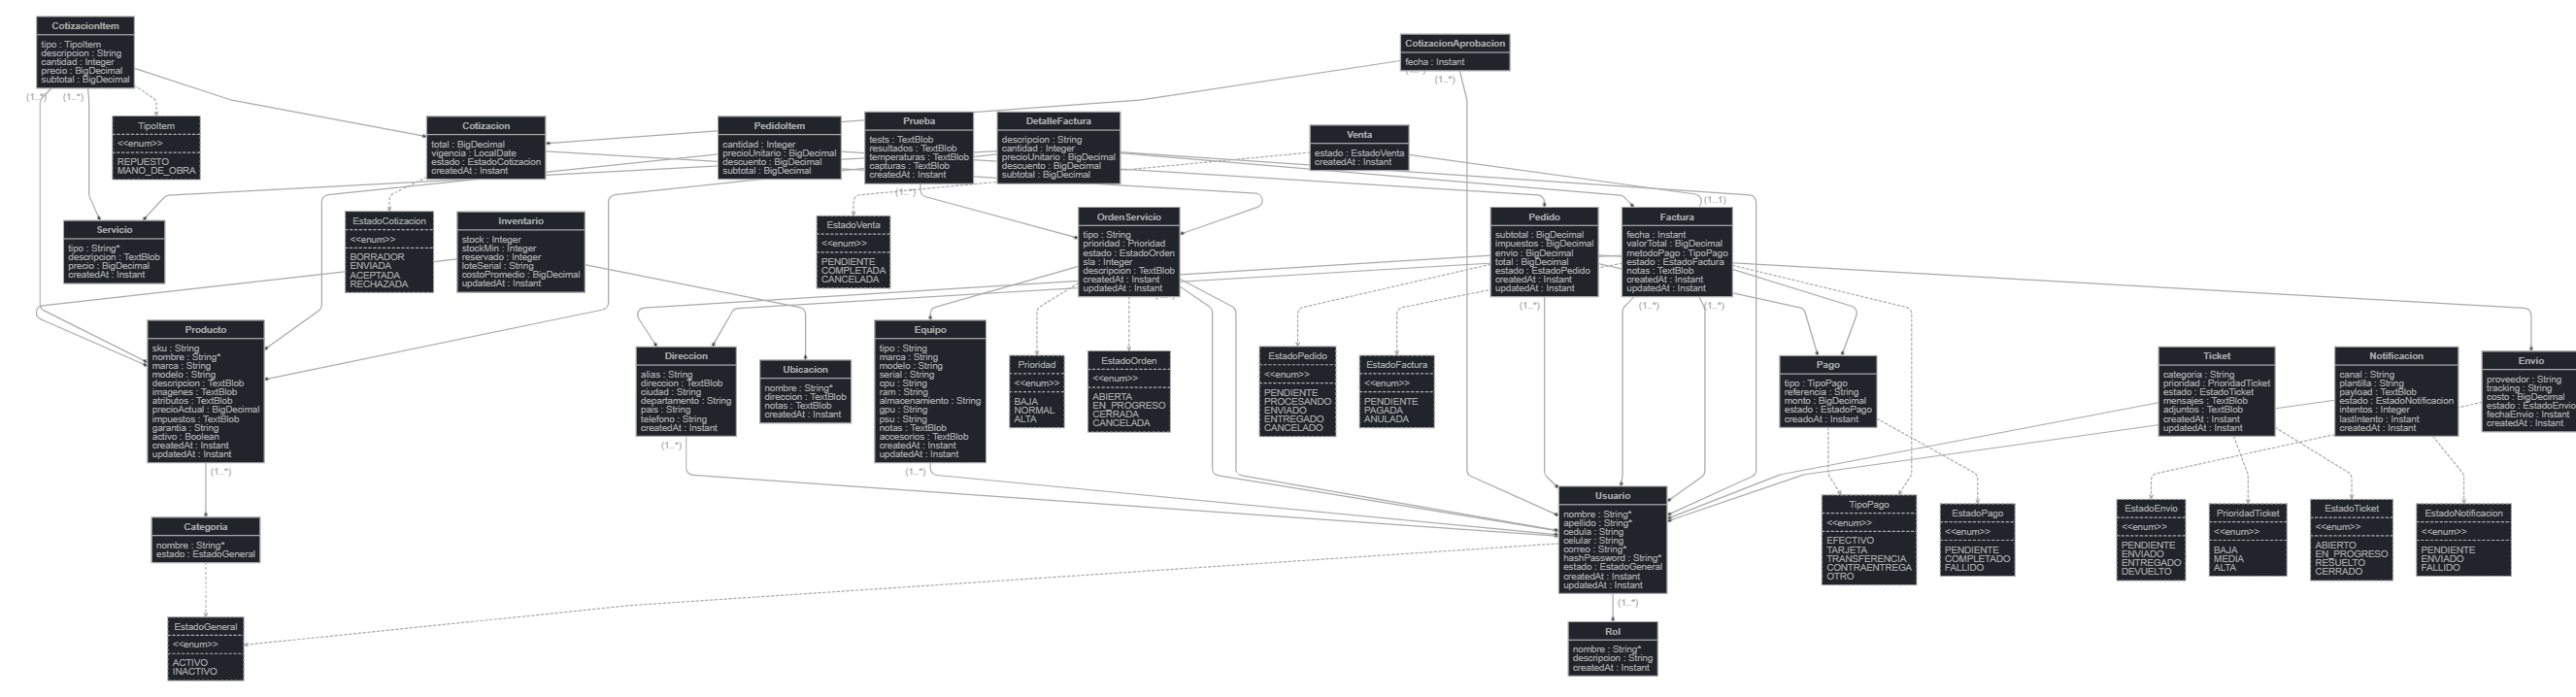 CotizacionItem
tipo : TipoItem
descripcion : String
cantidad : Integer
precio : BigDecimal
subtotal : BigDecimal
(1..*)
(1..*)
CotizacionAprobacion
fecha : Instant
(1..*)
(1..*)
TipoItem
<<enum>>
REPUESTO
MANO_DE_OBRA
Cotizacion
total : BigDecimal
vigencia : LocalDate
estado : EstadoCotizacion
createdAt : Instant
PedidoItem
cantidad : Integer
precioUnitario : BigDecimal
descuento : BigDecimal
subtotal : BigDecimal
Prueba
tests : TextBlob
resultados : TextBlob
temperaturas : TextBlob
capturas : TextBlob
createdAt : Instant
(1..*)
DetalleFactura
descripcion : String
cantidad : Integer
precioUnitario : BigDecimal
descuento : BigDecimal
subtotal : BigDecimal
Venta
estado : EstadoVenta
createdAt : Instant
(1..1)
Servicio
tipo : String*
descripcion : TextBlob
precio : BigDecimal
createdAt : Instant
EstadoCotizacion
<<enum>>
BORRADOR
ENVIADA
ACEPTADA
RECHAZADA
Inventario
stock : Integer
stockMin : Integer
reservado : Integer
loteSerial : String
costoPromedio : BigDecimal
updatedAt : Instant
EstadoVenta
<<enum>>
PENDIENTE
COMPLETADA
CANCELADA
OrdenServicio
tipo : String
prioridad : Prioridad
estado : EstadoOrden
sla : Integer
descripcion : TextBlob
createdAt : Instant
updatedAt : Instant
Pedido
subtotal : BigDecimal
impuestos : BigDecimal
envio : BigDecimal
total : BigDecimal
estado : EstadoPedido
createdAt : Instant
updatedAt : Instant
(1..*)
Factura
fecha : Instant
valorTotal : BigDecimal
metodoPago : TipoPago
estado : EstadoFactura
notas : TextBlob
createdAt : Instant
updatedAt : Instant
(1..*)
(1..*)
Producto
sku : String
nombre : String*
marca : String
modelo : String
descripcion : TextBlob
imagenes : TextBlob
atributos : TextBlob
precioActual : BigDecimal
impuestos : TextBlob
garantia : String
activo : Boolean
createdAt : Instant
updatedAt : Instant
(1..*)
Direccion
alias : String
direccion : TextBlob
ciudad : String
departamento : String
pais : String
telefono : String
createdAt : Instant
(1..*)
Ubicacion
nombre : String*
direccion : TextBlob
notas : TextBlob
createdAt : Instant
Equipo
tipo : String
marca : String
modelo : String
serial : String
cpu : String
ram : String
almacenamiento : String
gpu : String
psu : String
notas : TextBlob
accesorios : TextBlob
createdAt : Instant
updatedAt : Instant
(1..*)
Prioridad
<<enum>>
BAJA
NORMAL
ALTA
EstadoOrden
<<enum>>
ABIERTA
EN_PROGRESO
CERRADA
CANCELADA
EstadoPedido
<<enum>>
PENDIENTE
PROCESANDO
ENVIADO
ENTREGADO
CANCELADO
EstadoFactura
<<enum>>
PENDIENTE
PAGADA
ANULADA
Pago
tipo : TipoPago
referencia : String
monto : BigDecimal
estado : EstadoPago
creadoAt : Instant
Ticket
categoria : String
prioridad : PrioridadTicket
estado : EstadoTicket
mensajes : TextBlob
adjuntos : TextBlob
createdAt : Instant
updatedAt : Instant
Notificacion
canal : String
plantilla : String
payload : TextBlob
estado : EstadoNotificacion
intentos : Integer
lastIntento : Instant
createdAt : Instant
Envio
proveedor : String
tracking : String
costo : BigDecimal
estado : EstadoEnvio
fechaEnvio : Instant
createdAt : Instant
Categoria
nombre : String*
estado : EstadoGeneral
Usuario
nombre : String*
apellido : String*
cedula : String
celular : String
correo : String*
hashPassword : String*
estado : EstadoGeneral
createdAt : Instant
updatedAt : Instant
(1..*)
TipoPago
<<enum>>
EFECTIVO
TARJETA
TRANSFERENCIA
CONTRAENTREGA
OTRO
EstadoPago
<<enum>>
PENDIENTE
COMPLETADO
FALLIDO
EstadoEnvio
<<enum>>
PENDIENTE
ENVIADO
ENTREGADO
DEVUELTO
PrioridadTicket
<<enum>>
BAJA
MEDIA
ALTA
EstadoTicket
<<enum>>
ABIERTO
EN_PROGRESO
RESUELTO
CERRADO
EstadoNotificacion
<<enum>>
PENDIENTE
ENVIADO
FALLIDO
EstadoGeneral
<<enum>>
ACTIVO
INACTIVO
Rol
nombre : String*
descripcion : String
createdAt : Instant